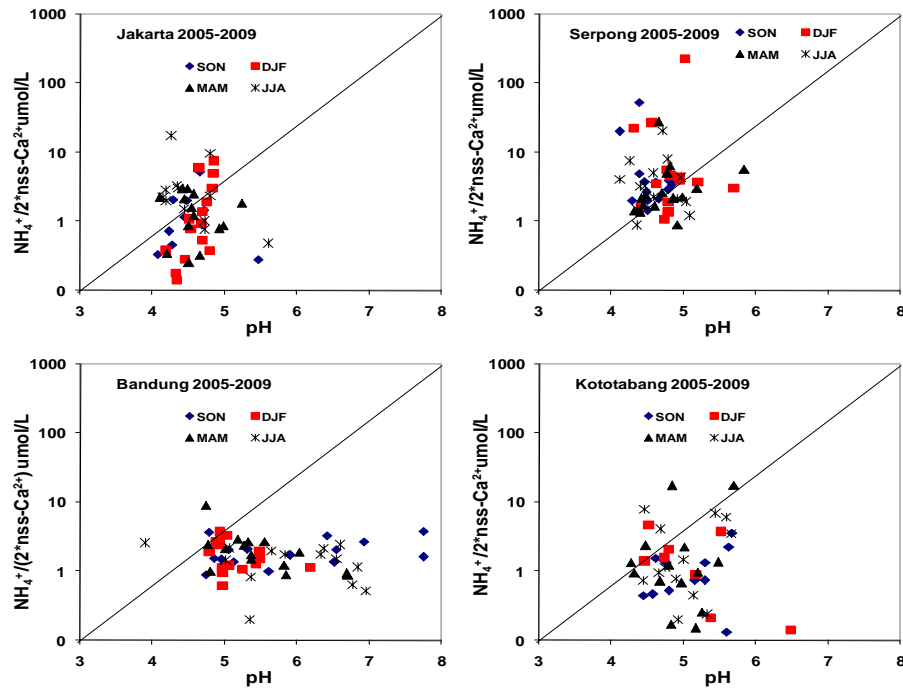 1000
100
10
1
0
NH₄⁺/2*nss-Ca²⁺umol/L
Jakarta 2005-2009
SON DJF
MAM JJA
3 4 5 6 7 8
pH
1000
100
10
1
0
NH₄⁺/2*nss-Ca²⁺umol/L
Serpong 2005-2009
SON DJF
MAM JJA
3 4 5 6 7 8
pH
1000
100
10
1
0
NH₄⁺/(2*nss-Ca²⁺) umol/L
Bandung 2005-2009
SON DJF
MAM JJA
3 4 5 6 7 8
pH
1000
100
10
1
0
NH₄⁺/2*nss-Ca²⁺umol/L
Kototabang 2005-2009
SON DJF
MAM JJA
3 4 5 6 7 8
pH